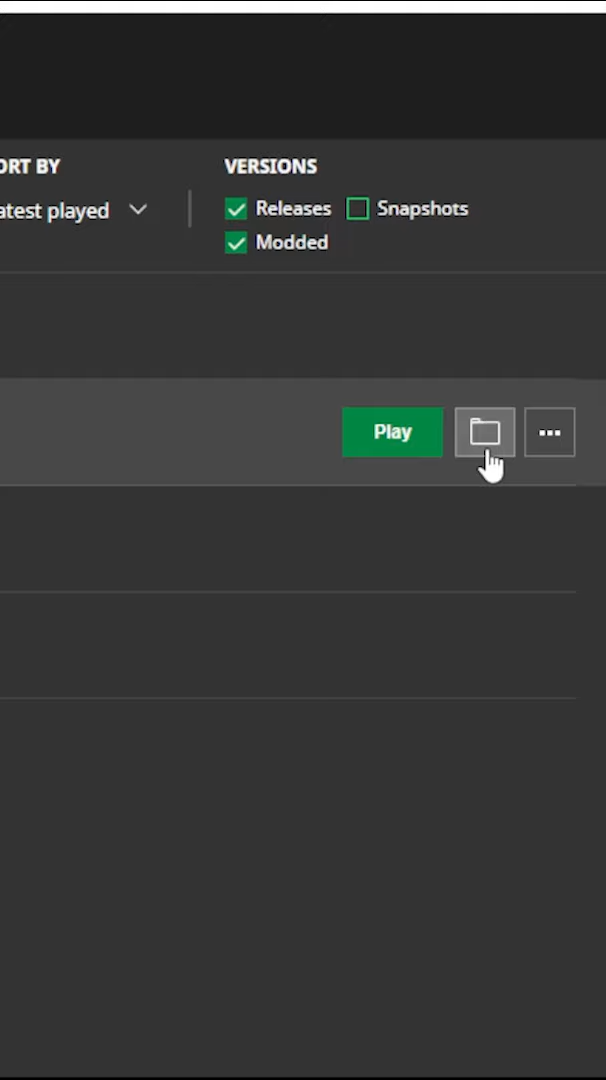 ORT BY
VERSIONS
atest played
Releases
Snapshots
Modded
Play